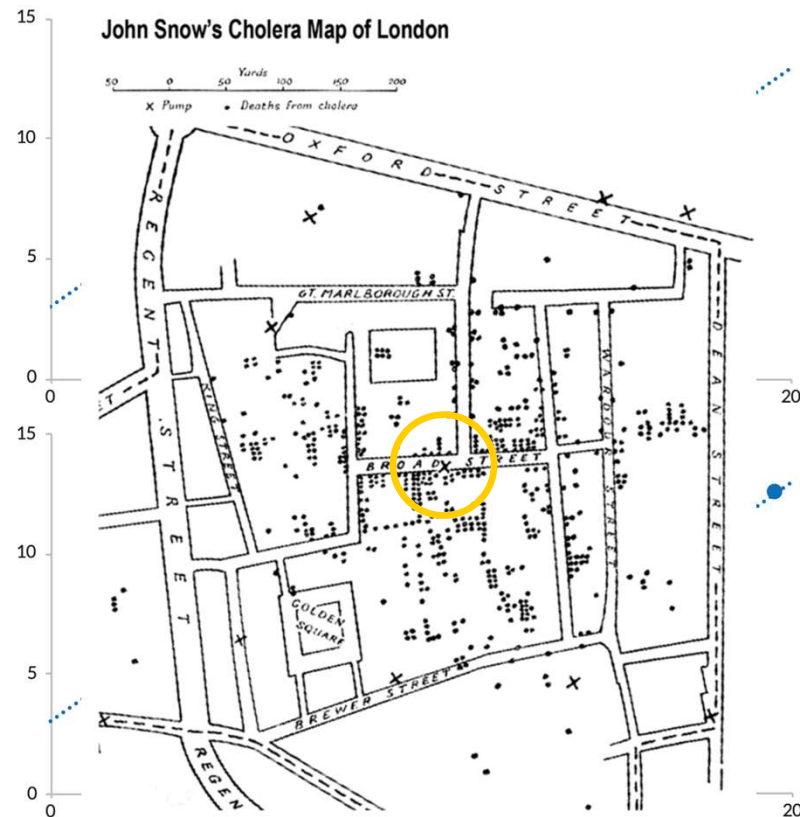 15
John Snow's Cholera Map of London
Yards
50 0 50 100 150 200
× Pump • Deaths from cholera
10
OXFORD STREET
REGENT STREET
5
GT. MARLBOROUGH ST.
DEAN STREET
WARDOUR STREET
KING STREET
ET
0
0
20
15
BROAD STREET
10
GOLDEN
SQUARE
5
BREWER STREET
REGEN
0
0
20